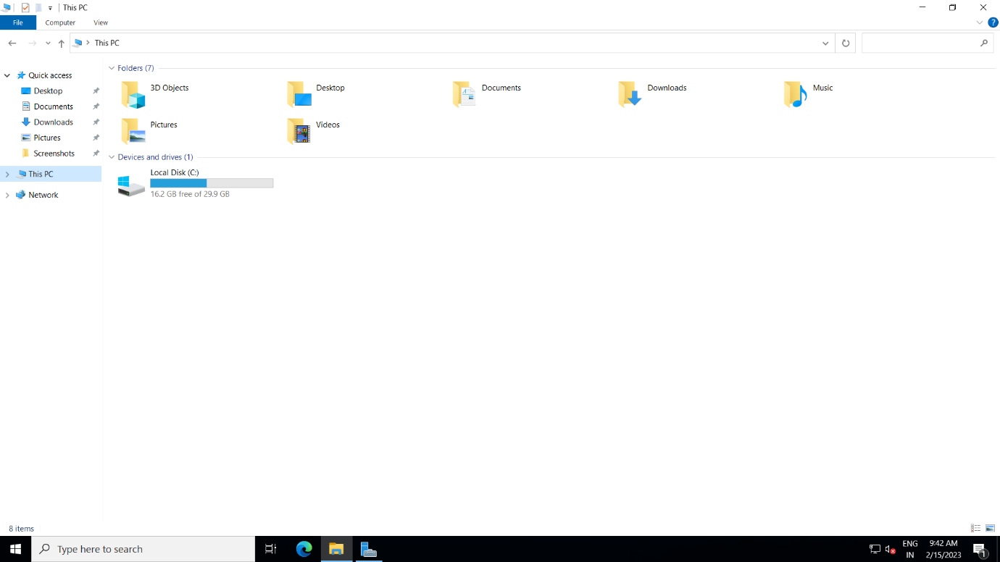 This PC
File
Computer
View
?
This PC
Quick access
Desktop
Documents
Downloads
Pictures
Screenshots
This PC
Network
Folders (7)
3D Objects
Desktop
Documents
Downloads
Music
Pictures
Videos
Devices and drives (1)
Local Disk (C:)
16.2 GB free of 29.9 GB
8 items
Type here to search
ENG
IN
9:42 AM
2/15/2023
1